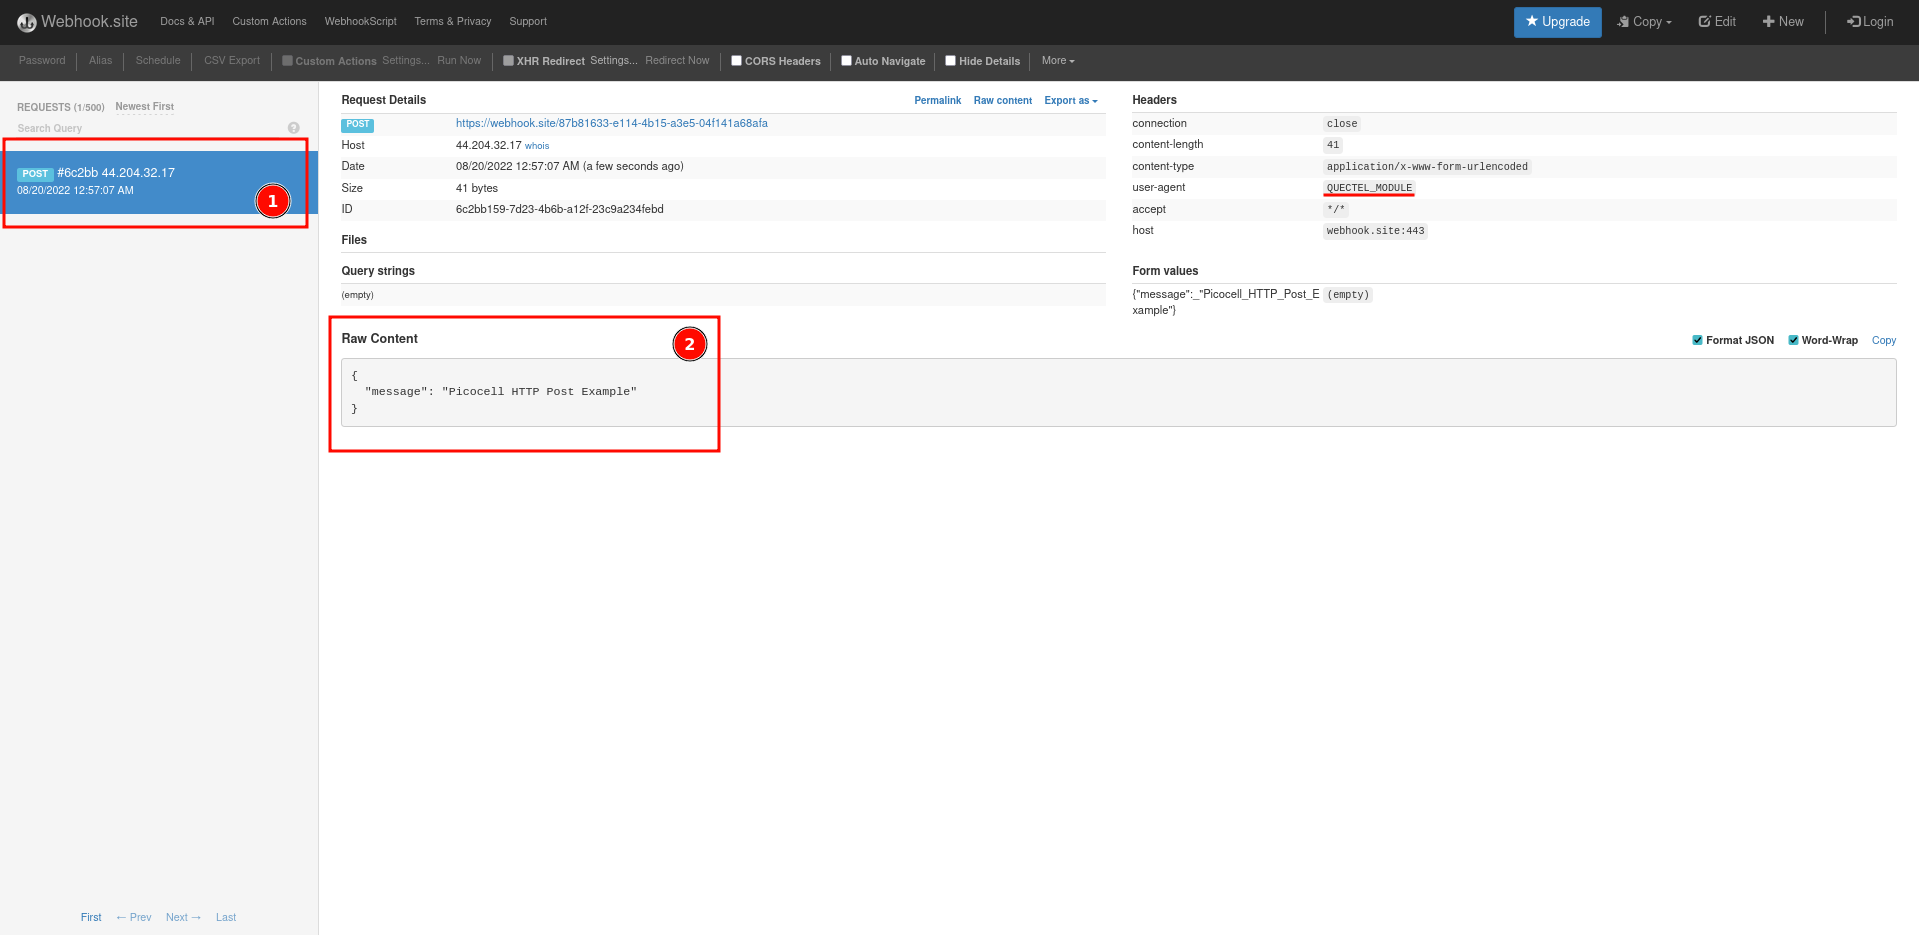 Webhook.site Docs & API Custom Actions WebhookScript Terms & Privacy Support Upgrade Copy Edit New Login
Password Alias Schedule CSV Export Custom Actions Settings... Run Now XHR Redirect Settings... Redirect Now CORS Headers Auto Navigate Hide Details More
REQUESTS (1/500) Newest First
Search Query ?
POST #6c2bb 44.204.32.17
08/20/2022 12:57:07 AM
1
Request Details Permalink Raw content Export as
POST https://webhook.site/87b81633-e114-4b15-a3e5-04f141a68afa
Host 44.204.32.17 whois
Date 08/20/2022 12:57:07 AM (a few seconds ago)
Size 41 bytes
ID 6c2bb159-7d23-4b6b-a12f-23c9a234febd
Files
Query strings
(empty)
Headers
connection close
content-length 41
content-type application/x-www-form-urlencoded
user-agent QUECTEL_MODULE
accept */*
host webhook.site:443
Form values
{"message":_"Picocell_HTTP_Post_E (empty)
xample"}
Raw Content 2 Format JSON Word-Wrap Copy
{
"message": "Picocell HTTP Post Example"
}
First ← Prev Next → Last